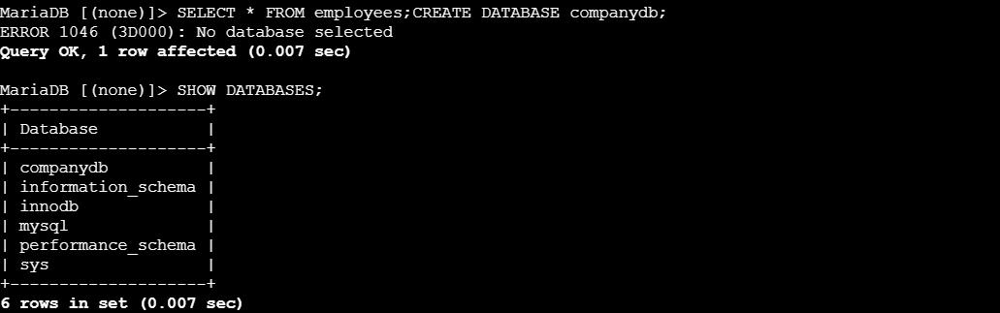 MariaDB [(none)]> SELECT * FROM employees;CREATE DATABASE companydb;
ERROR 1046 (3D000): No database selected
Query OK, 1 row affected (0.007 sec)

MariaDB [(none)]> SHOW DATABASES;
+--------------------+
| Database           |
+--------------------+
| companydb          |
| information_schema |
| innodb             |
| mysql              |
| performance_schema |
| sys                |
+--------------------+
6 rows in set (0.007 sec)